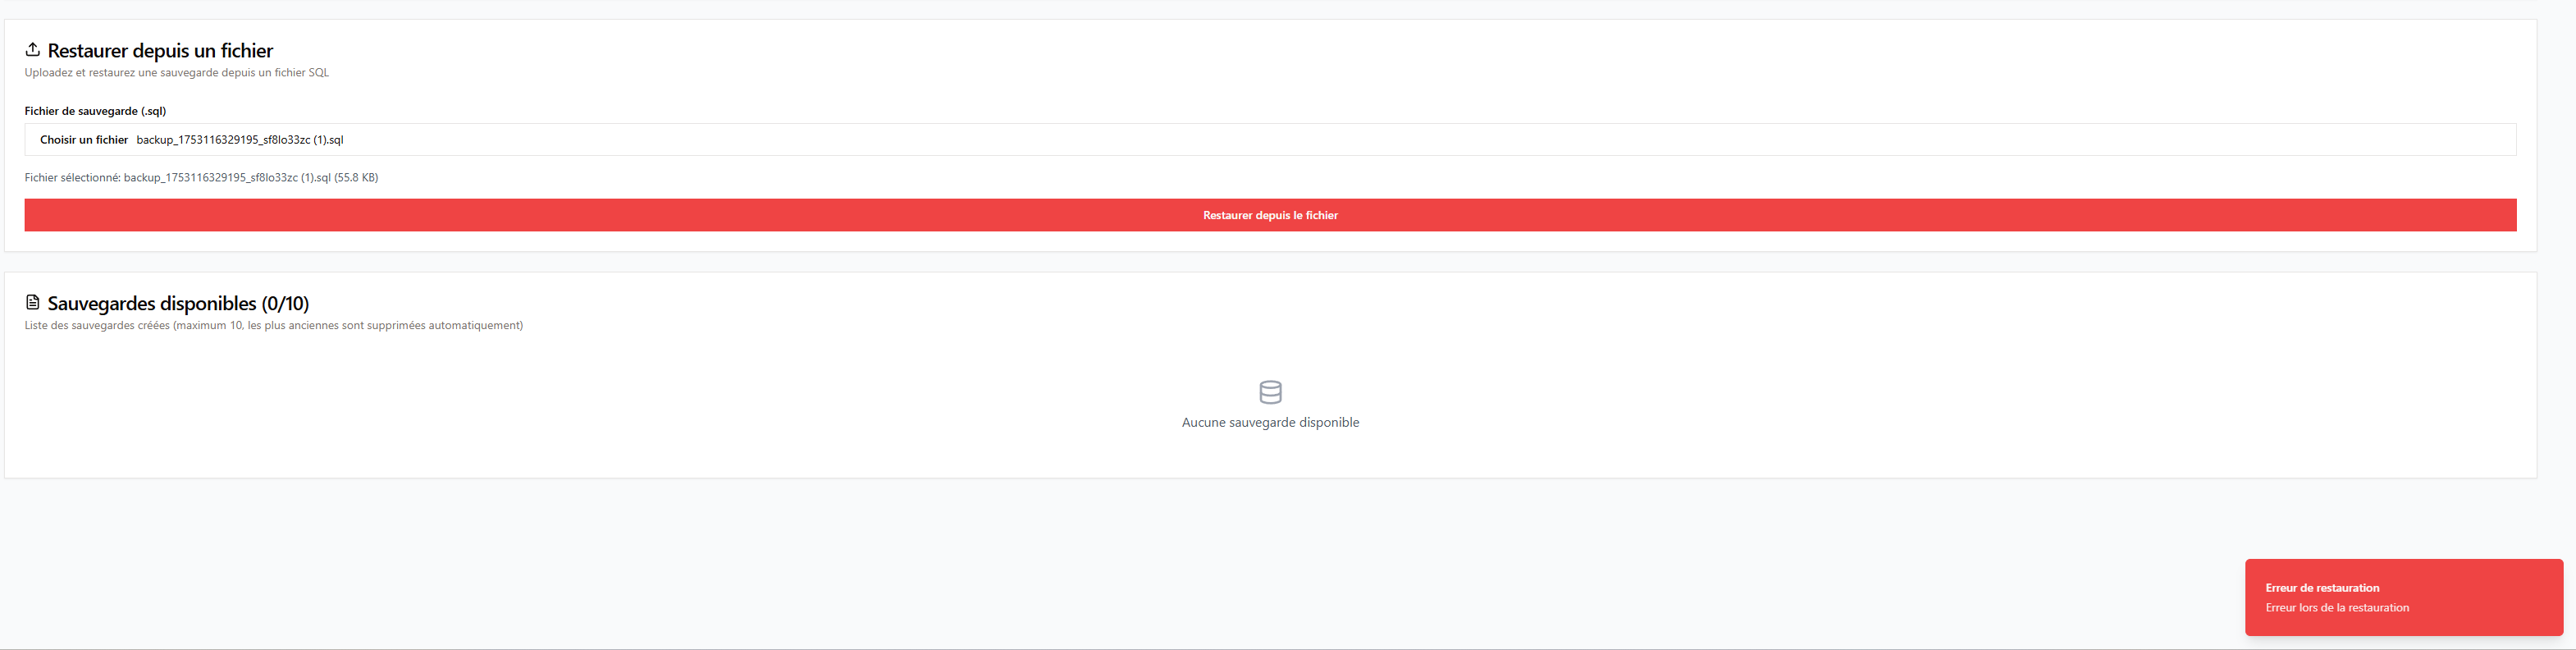 Restaurer depuis un fichier
Uploadez et restaurez une sauvegarde depuis un fichier SQL
Fichier de sauvegarde (.sql)
Choisir un fichier backup_1753116329195_sf8lo33zc (1).sql
Fichier sélectionné: backup_1753116329195_sf8lo33zc (1).sql (55.8 KB)
Restaurer depuis le fichier
Sauvegardes disponibles (0/10)
Liste des sauvegardes créées (maximum 10, les plus anciennes sont supprimées automatiquement)
Aucune sauvegarde disponible
Erreur de restauration
Erreur lors de la restauration